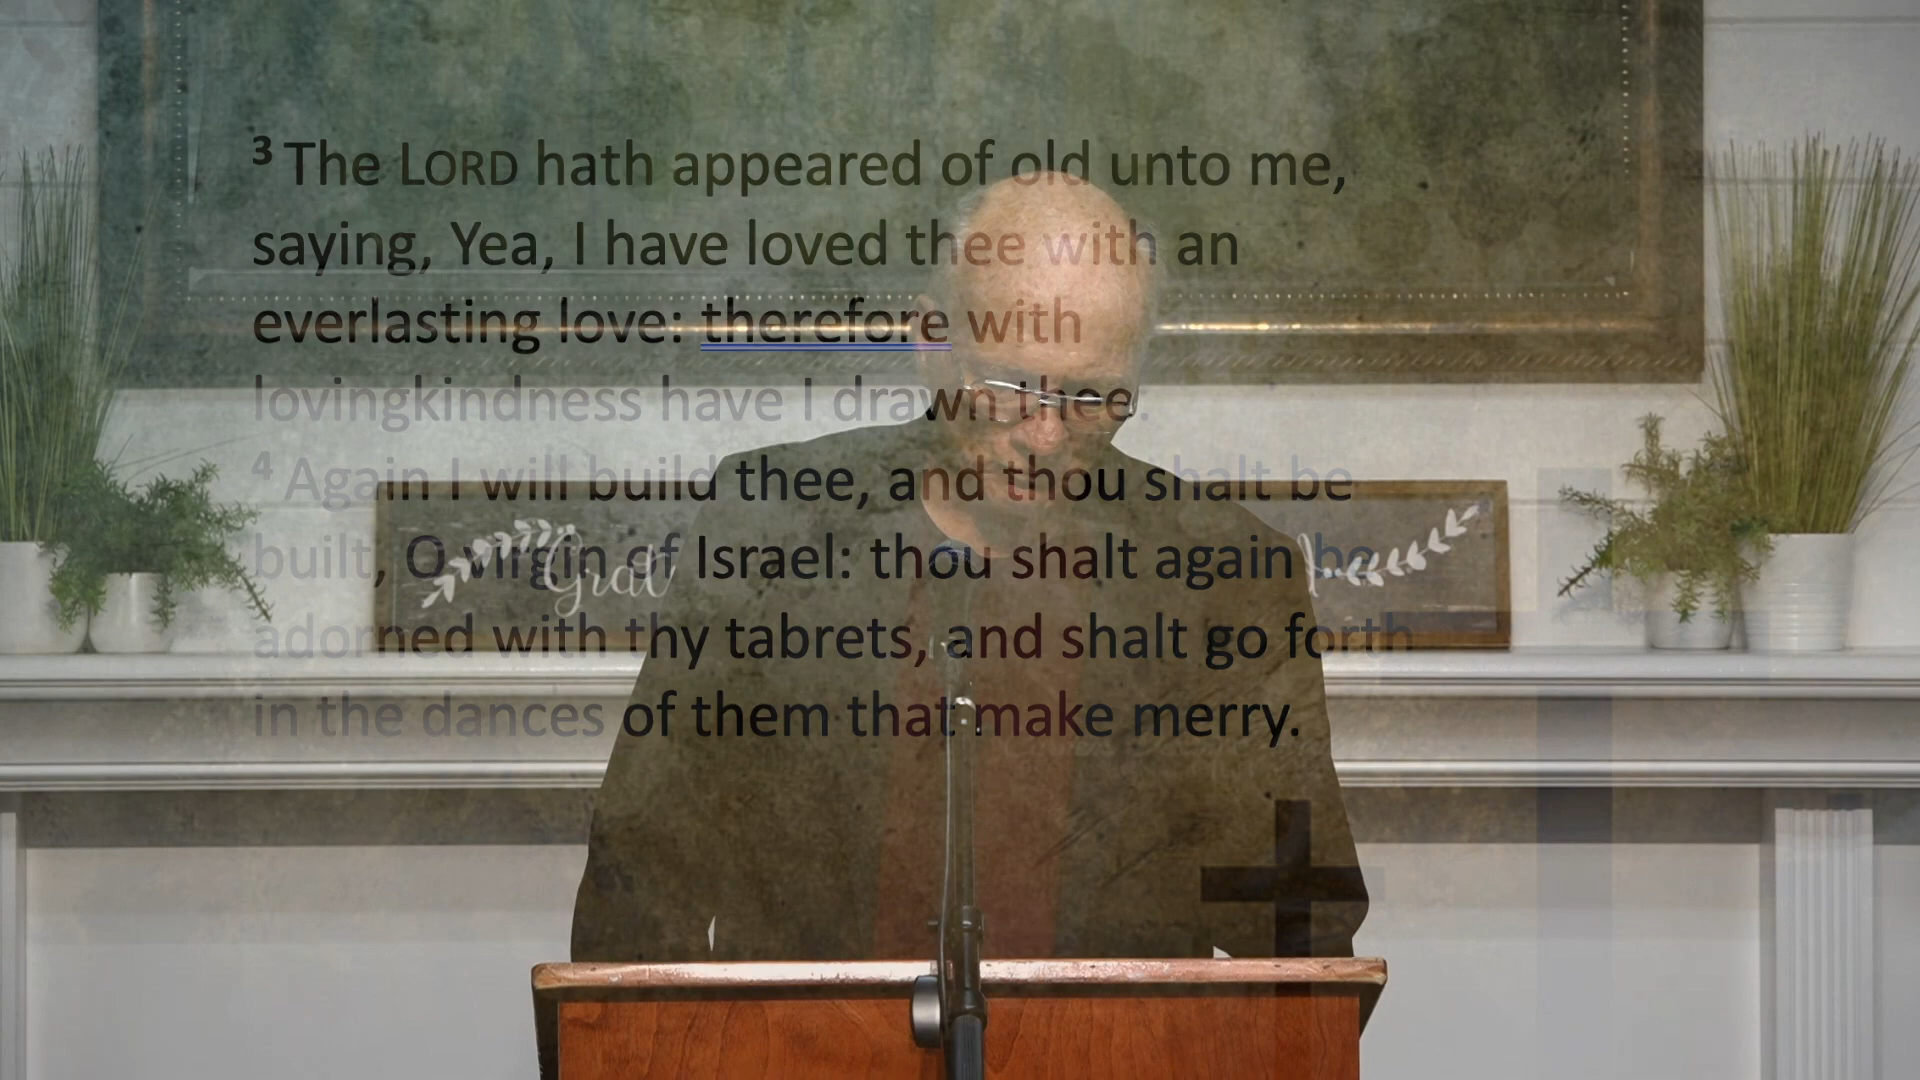 3 The LORD hath appeared of old unto me,
saying, Yea, I have loved thee with an
everlasting love: therefore with
lovingkindness have I drawn thee.
4 Again I will build thee, and thou shalt be
built, O virgin of Israel: thou shalt again be
adorned with thy tabrets, and shalt go forth
in the dances of them that make merry.
Grat